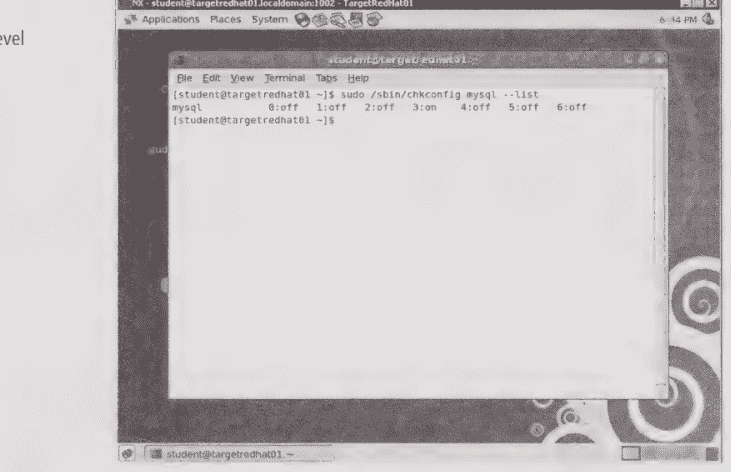 evel
NX - student@targetredhat01.localdomain:1002 - TargetRedHat01
Applications Places System
6:34 PM
student@targetredhat01:~
File Edit View Terminal Tabs Help
[student@targetredhat01 ~]$ sudo /sbin/chkconfig mysql --list
mysql 0:off 1:off 2:off 3:on 4:off 5:off 6:off
[student@targetredhat01 ~]$
stud
student@targetredhat01:~